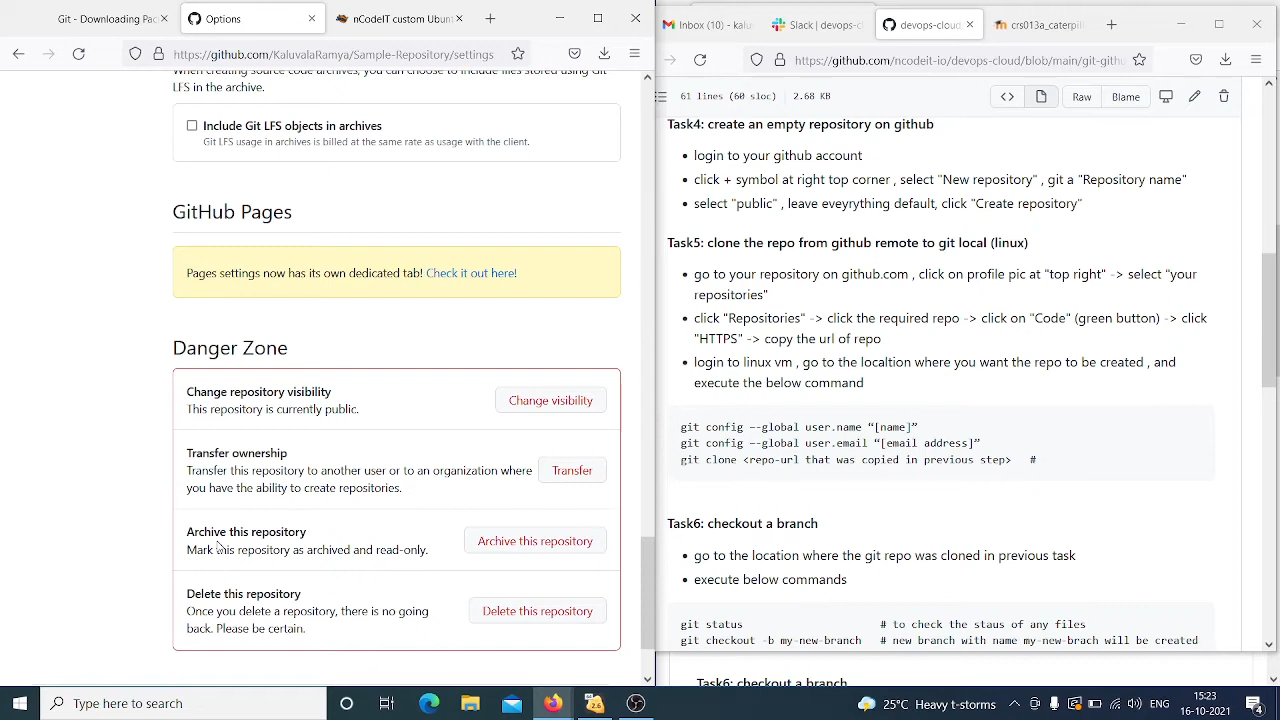 Git - Downloading Pac
Options
nCodeIT custom Ubunt
https://github.com/KaluvalaRamya/Sample-Repository/settings
When creating source code archives, you can choose to include files stored using Git
LFS in the archive.
Include Git LFS objects in archives
Git LFS usage in archives is billed at the same rate as usage with the client.
GitHub Pages
Pages settings now has its own dedicated tab! Check it out here!
Danger Zone
Change repository visibility
This repository is currently public.
Change visibility
Transfer ownership
Transfer this repository to another user or to an organization where
you have the ability to create repositories.
Transfer
Archive this repository
Mark this repository as archived and read-only.
Archive this repository
Delete this repository
Once you delete a repository, there is no going
back. Please be certain.
Delete this repository
Inbox (10) - kalu
Slack | devops-c
devops-cloud,
crs013a_caterpil
https://github.com/ncodeit-io/devops-cloud/blob/main/git-githu
61 lines (60 sloc)
2.68 KB
Raw
Blame
Task4: create an empty repository on github
login to your github account
click + symbol at right top corner , select "New repository" , git a "Repository name"
select "public" , leave eveyrything default, click "Create repository"
Task5: clone the repo from github remote to git local (linux)
go to your repository on github.com , click on profile pic at "top right" -> select "your
repositories"
click "Repositories" -> click the required repo -> click on "Code" (green button) -> click
"HTTPS" -> copy the url of repo
login to linux vm , go to the localtion where you want the repo to be created , and
execute the below command
git config --global user.name “[name]”
git config --global user.email “[email address]”
git clone <repo-url that was copied in previous step> #
Task6: checkout a branch
go to the location where the git repo was cloned in previous task
execute below commands
git status # to check the staus of any files
git checkout -b my-new-branch # new branch with name my-new-brach will be created
Task6: checkout a branch
Type here to search
25°C Heavy t-storms
ENG
15:23
16-10-2021
4